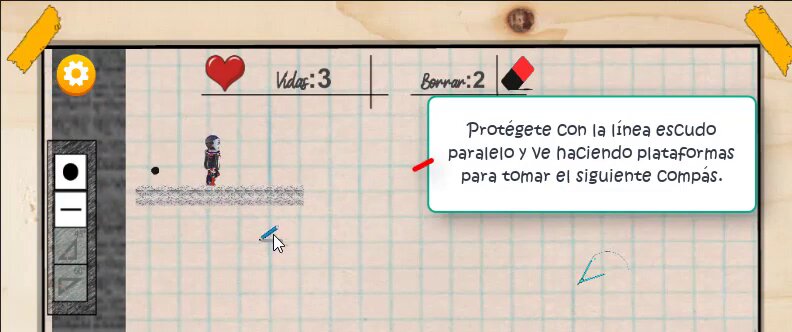 Vidas:3
Borrar:2
Protégete con la línea escudo
paralelo y ve haciendo plataformas
para tomar el siguiente compás.